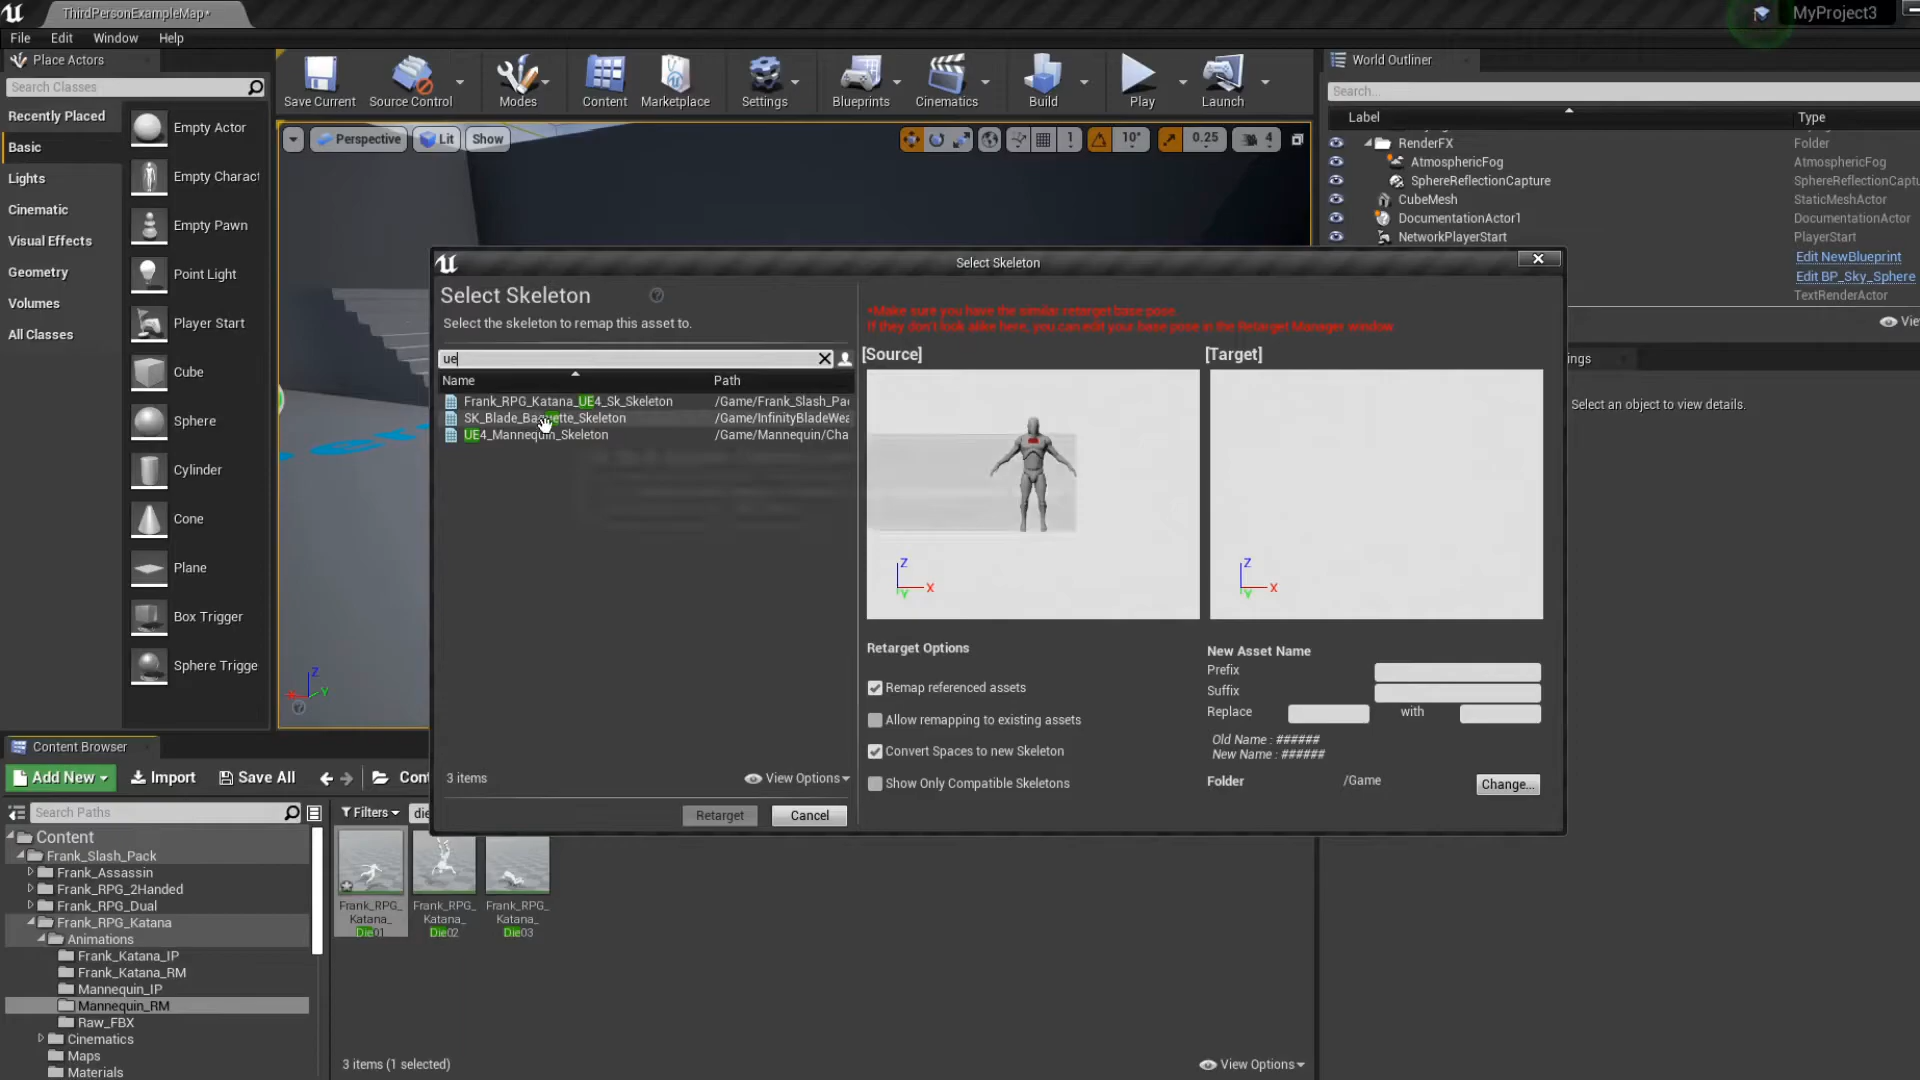 ThirdPersonExampleMap*
MyProject3
File Edit Window Help
Place Actors
Search Classes
Recently Placed
Basic
Lights
Cinematic
Visual Effects
Geometry
Volumes
All Classes
Empty Actor
Empty Charact
Empty Pawn
Point Light
Player Start
Cube
Sphere
Cylinder
Cone
Plane
Box Trigger
Sphere Trigge
Save Current Source Control Modes Content Marketplace Settings Blueprints Cinematics Build Play Launch
Perspective Lit Show
1 10° 0.25 4
World Outliner
Search...
Label Type
RenderFX Folder
AtmosphericFog AtmosphericFog
SphereReflectionCapture SphereReflectionCaptu
CubeMesh StaticMeshActor
DocumentationActor1 DocumentationActor
NetworkPlayerStart PlayerStart
Edit NewBlueprint
Edit BP_Sky_Sphere
TextRenderActor
Vie
ings
Select an object to view details.
Select Skeleton
Select Skeleton
Select the skeleton to remap this asset to.
ue
Name Path
Frank_RPG_Katana_UE4_Sk_Skeleton /Game/Frank_Slash_Pac
SK_Blade_Baguette_Skeleton /Game/InfinityBladeWea
UE4_Mannequin_Skeleton /Game/Mannequin/Cha
3 items
View Options
Retarget Cancel
*Make sure you have the similar retarget base pose.
If they don't look alike here, you can edit your base pose in the Retarget Manager window.
[Source] [Target]
Z X Y
Z X Y
Retarget Options
Remap referenced assets
Allow remapping to existing assets
Convert Spaces to new Skeleton
Show Only Compatible Skeletons
New Asset Name
Prefix
Suffix
Replace with
Old Name : ######
New Name : ######
Folder /Game Change...
Z Y
Content Browser
Add New Import Save All Cont
Search Paths
Filters die
Content
Frank_Slash_Pack
Frank_Assassin
Frank_RPG_2Handed
Frank_RPG_Dual
Frank_RPG_Katana
Animations
Frank_Katana_IP
Frank_Katana_RM
Mannequin_IP
Mannequin_RM
Raw_FBX
Cinematics
Maps
Materials
Frank_RPG_
Katana_
Die01
Frank_RPG_
Katana_
Die02
Frank_RPG_
Katana_
Die03
3 items (1 selected)
View Options